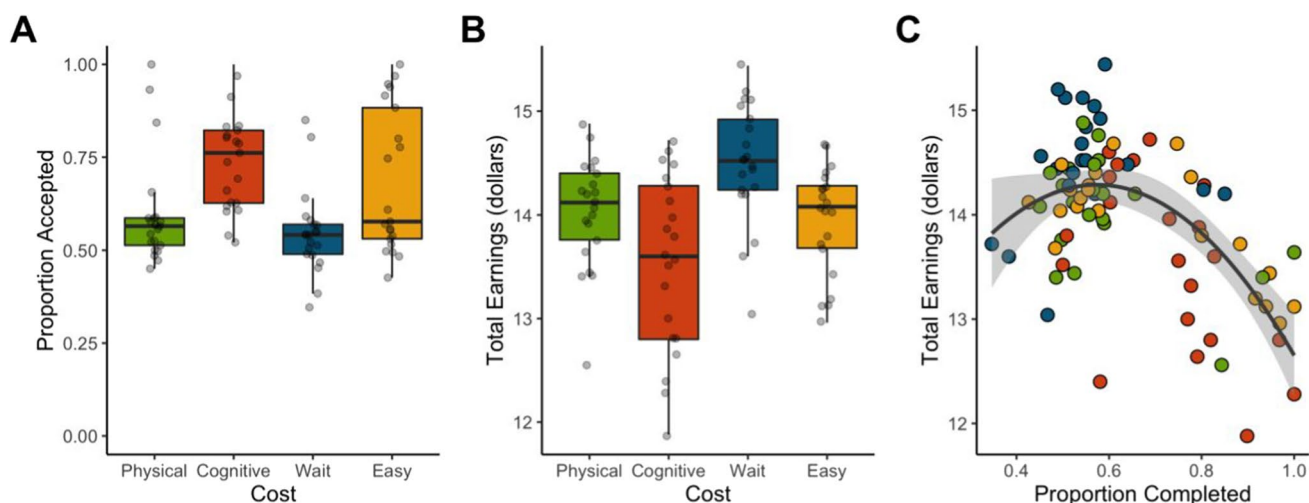 A
Proportion Accepted
1.00
0.75
0.50
0.25
0.00
Physical Cognitive Wait Easy
Cost
B
Total Earnings (dollars)
15
14
13
12
Physical Cognitive Wait Easy
Cost
C
Total Earnings (dollars)
15
14
13
12
0.4 0.6 0.8 1.0
Proportion Completed